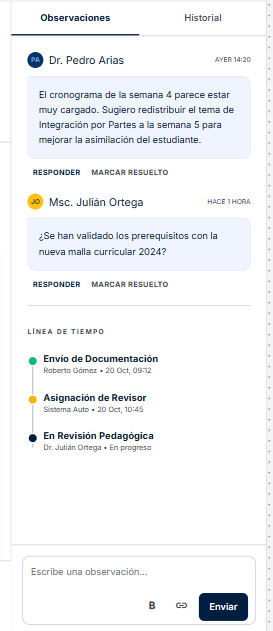 Observaciones
Historial
PA
Dr. Pedro Arias
AYER 14:20
El cronograma de la semana 4 parece estar
muy cargado. Sugiero redistribuir el tema de
Integración por Partes a la semana 5 para
mejorar la asimilación del estudiante.
RESPONDER
MARCAR RESUELTO
JO
Msc. Julián Ortega
HACE 1 HORA
¿Se han validado los prerequisitos con la
nueva malla curricular 2024?
RESPONDER
MARCAR RESUELTO
LÍNEA DE TIEMPO
Envío de Documentación
Roberto Gómez • 20 Oct, 09:12
Asignación de Revisor
Sistema Auto • 20 Oct, 10:45
En Revisión Pedagógica
Dr. Julián Ortega • En progreso
Escribe una observación...
B
Enviar